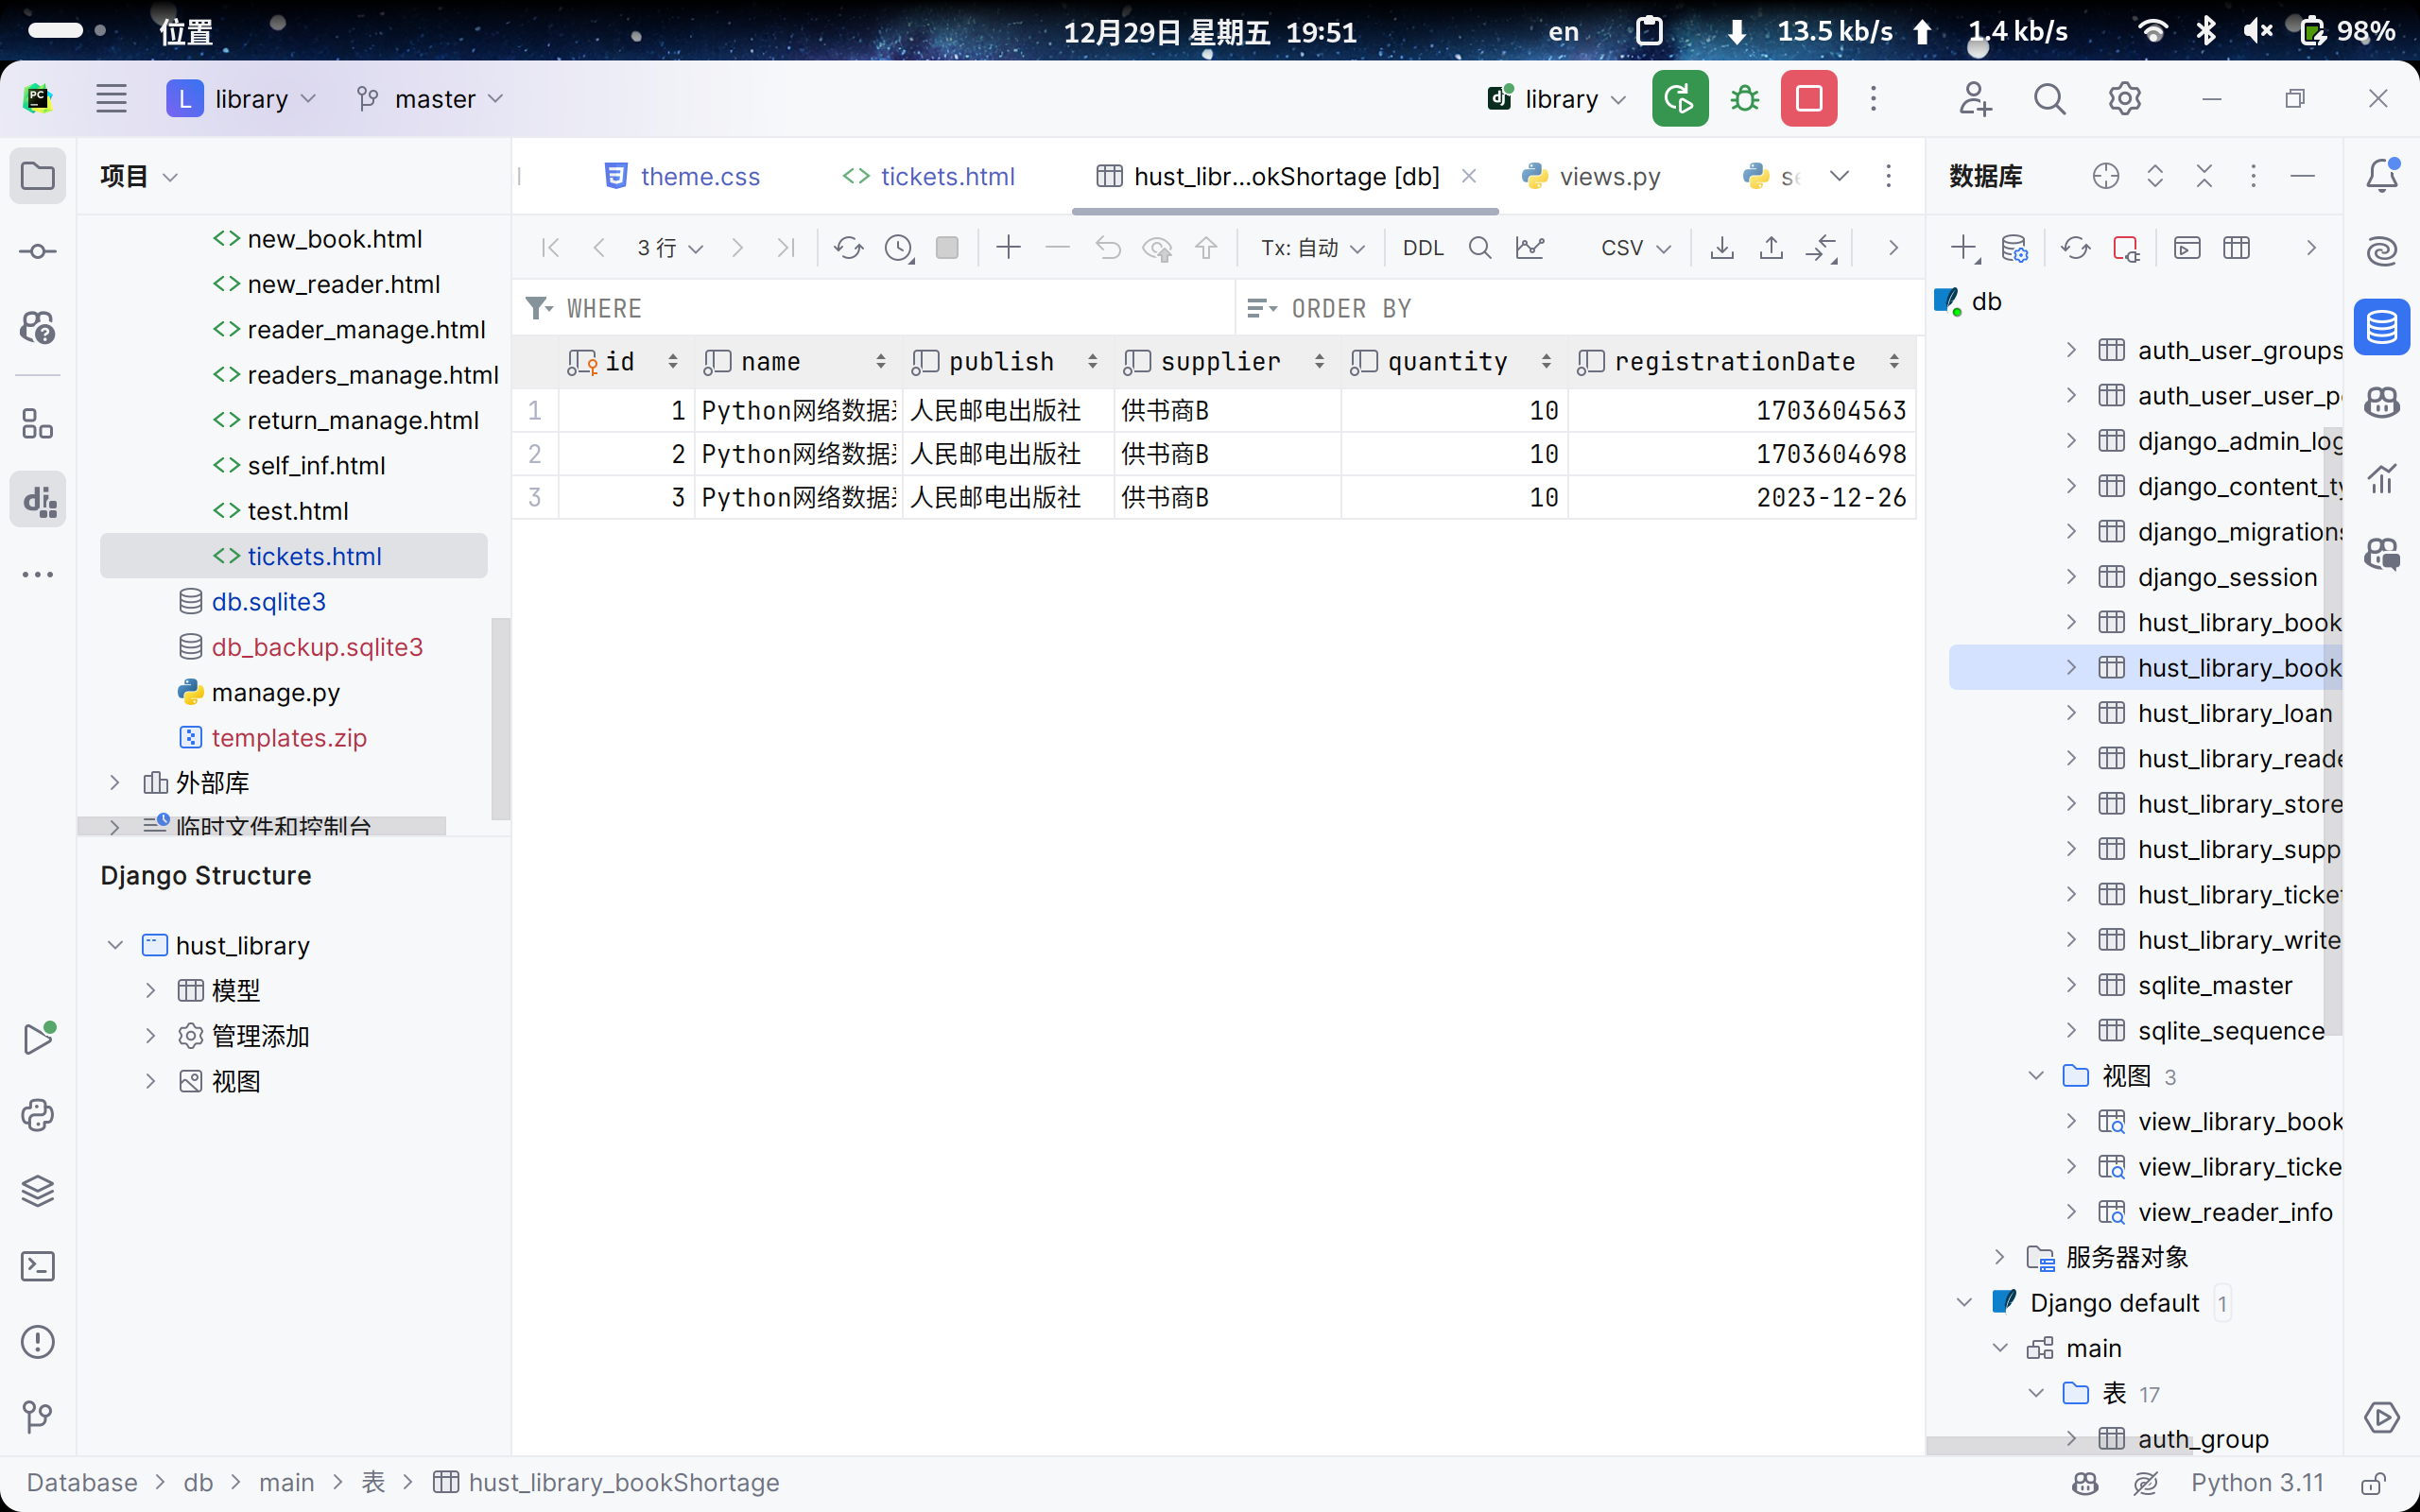 位置
12月29日 星期五 19:51
en
13.5 kb/s
1.4 kb/s
98%
L library
master
library
项目
theme.css
tickets.html
hust_libr...okShortage [db]
views.py
数据库
3 行
Tx: 自动
DDL
CSV
WHERE
ORDER BY
id name publish supplier quantity registrationDate
1 1 Python网络数据 人民邮电出版社 供书商B 10 1703604563
2 2 Python网络数据 人民邮电出版社 供书商B 10 1703604698
3 3 Python网络数据 人民邮电出版社 供书商B 10 2023-12-26
new_book.html
new_reader.html
reader_manage.html
readers_manage.html
return_manage.html
self_inf.html
test.html
tickets.html
db.sqlite3
db_backup.sqlite3
manage.py
templates.zip
外部库
临时文件和控制台
Django Structure
hust_library
模型
管理添加
视图
db
auth_user_groups
auth_user_user_p
django_admin_log
django_content_ty
django_migrations
django_session
hust_library_book
hust_library_book
hust_library_loan
hust_library_reade
hust_library_store
hust_library_supp
hust_library_ticket
hust_library_write
sqlite_master
sqlite_sequence
视图 3
view_library_book
view_library_ticke
view_reader_info
服务器对象
Django default 1
main
表 17
auth_group
Database
db
main
表
hust_library_bookShortage
Python 3.11